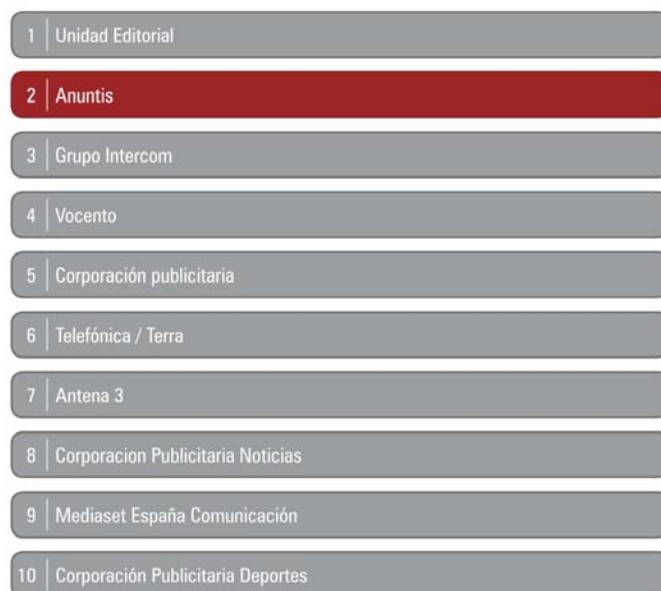 1 Unidad Editorial
2 Anuntis
3 Grupo Intercom
4 Vocento
5 Corporación publicitaria
6 Telefónica / Terra
7 Antena 3
8 Corporacion Publicitaria Noticias
9 Mediaset España Comunicación
10 Corporación Publicitaria Deportes